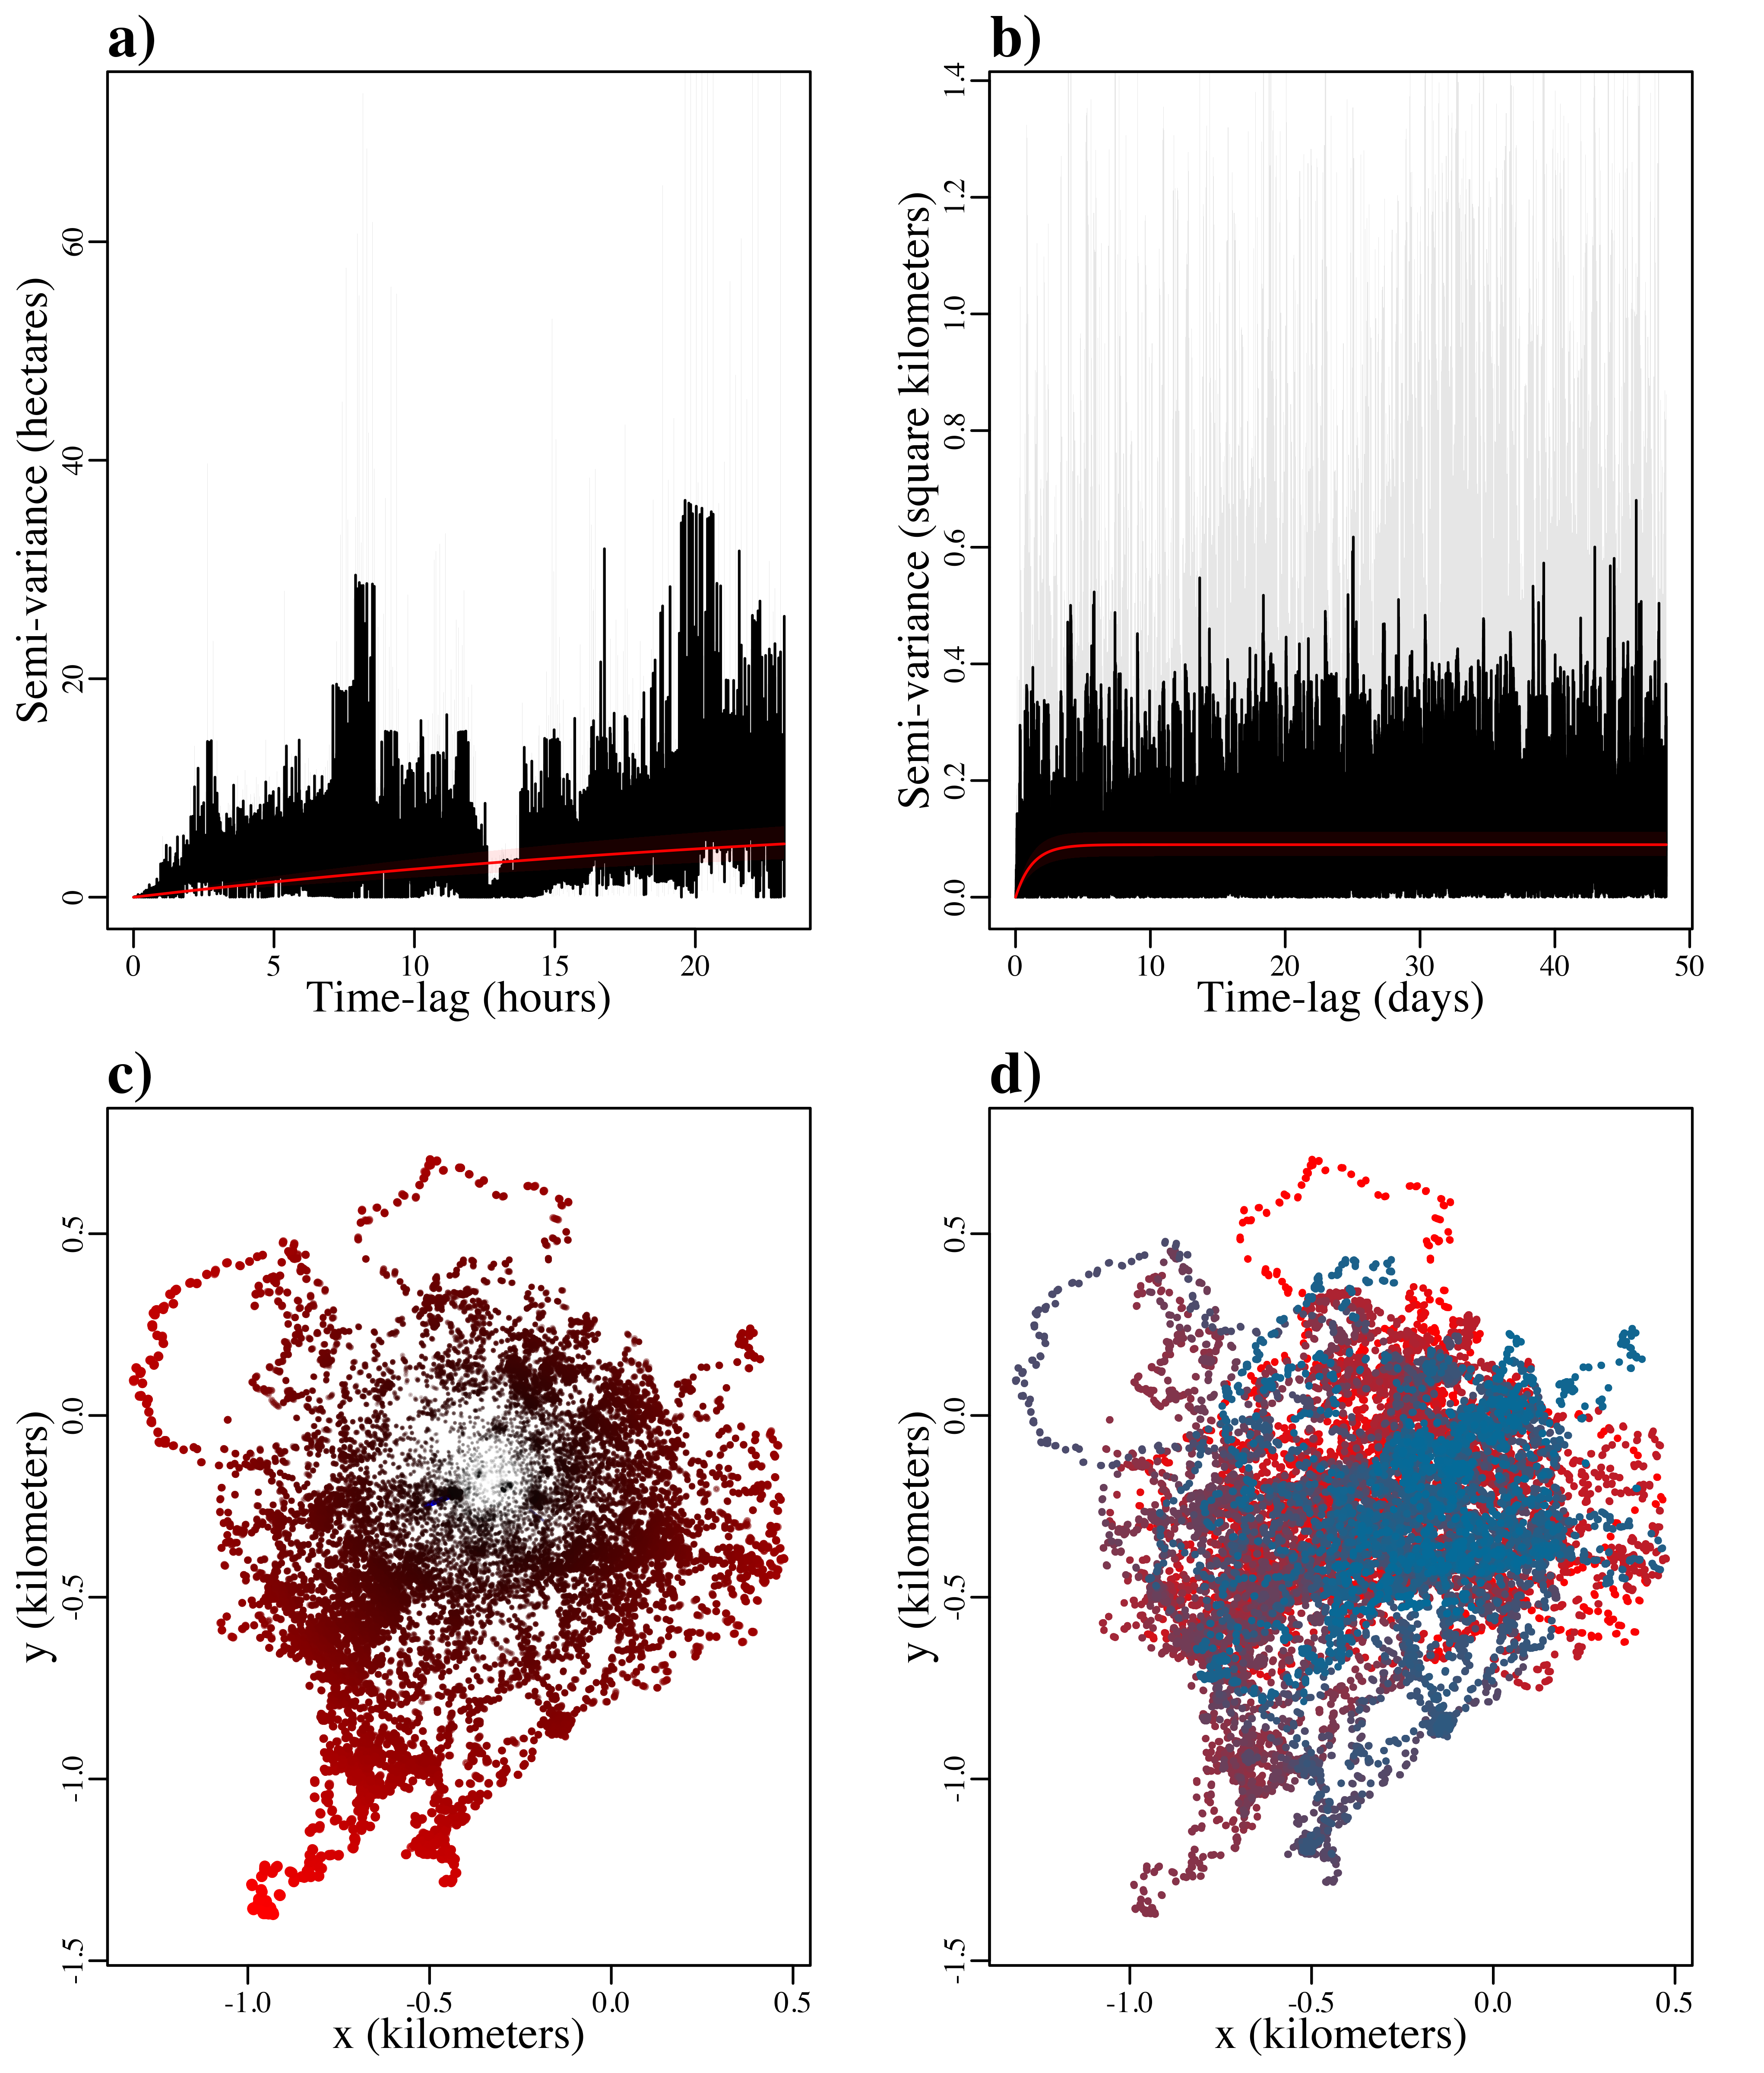 a)
Semi-variance (hectares)
0
20
40
60
0 5 10 15 20
Time-lag (hours)
b)
Semi-variance (square kilometers)
0.0
0.2
0.4
0.6
0.8
1.0
1.2
1.4
0 10 20 30 40 50
Time-lag (days)
c)
y (kilometers)
-1.5
-1.0
-0.5
0.0
0.5
-1.0 -0.5 0.0 0.5
x (kilometers)
d)
y (kilometers)
-1.5
-1.0
-0.5
0.0
0.5
-1.0 -0.5 0.0 0.5
x (kilometers)